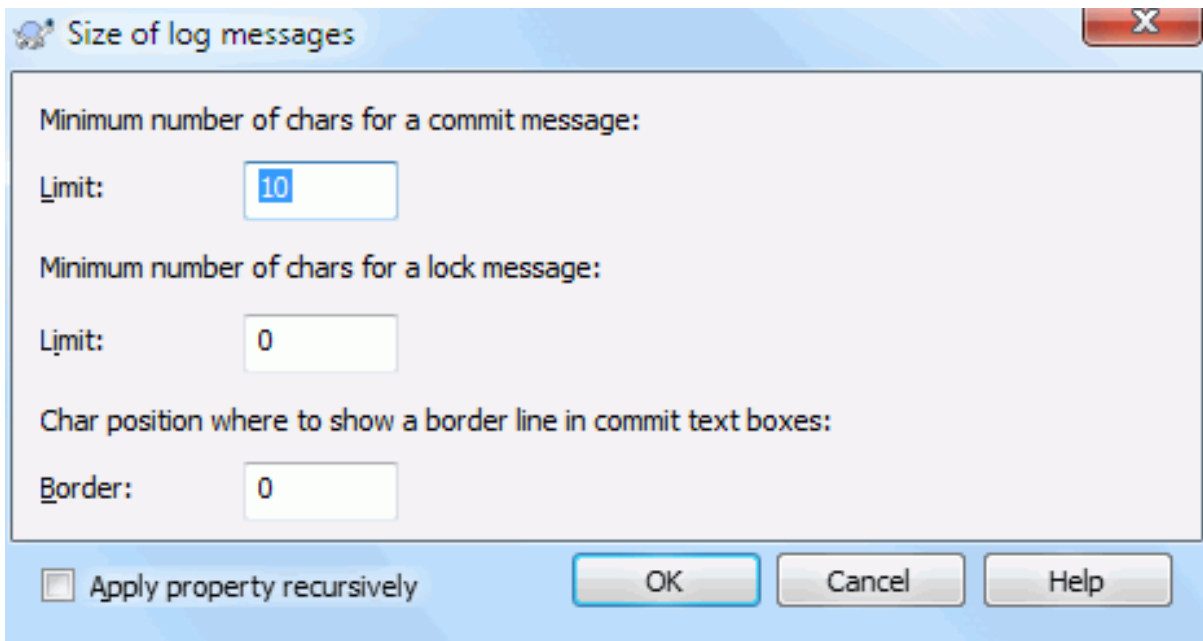 Size of log messages
Minimum number of chars for a commit message:
Limit: 10
Minimum number of chars for a lock message:
Limit: 0
Char position where to show a border line in commit text boxes:
Border: 0
Apply property recursively OK Cancel Help